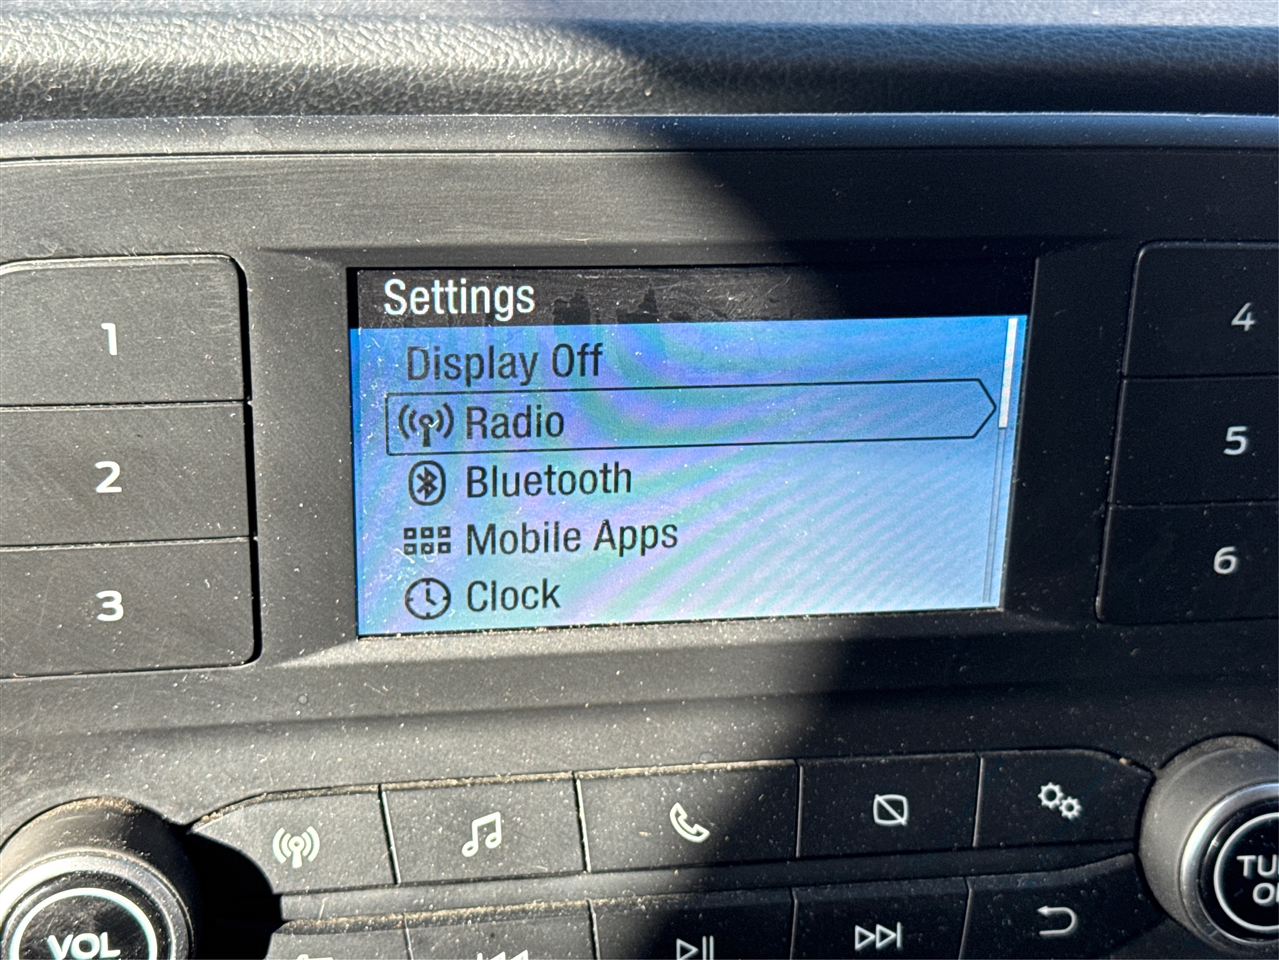 Settings
Display Off
Radio
Bluetooth
Mobile Apps
Clock
1
2
3
4
5
6
VOL